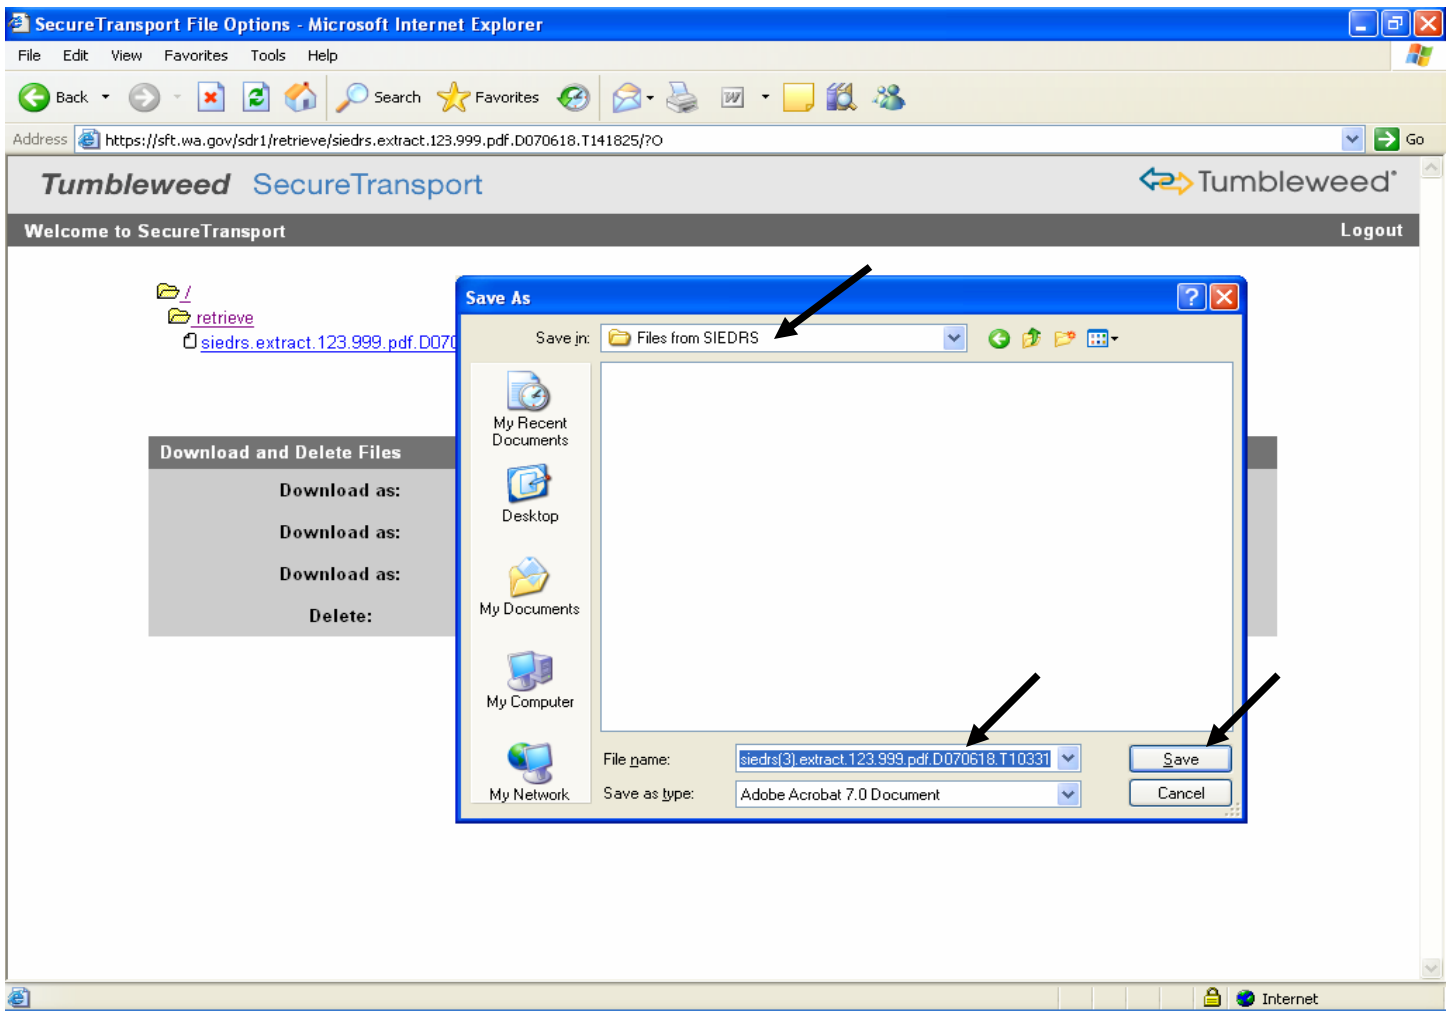 SecureTransport File Options - Microsoft Internet Explorer
File Edit View Favorites Tools Help
Back Search Favorites
Address https://sft.wa.gov/sdr1/retrieve/siedrs.extract.123.999.pdf.D070618.T141825/?O Go
Tumbleweed SecureTransport Tumbleweed®
Welcome to SecureTransport Logout
/
retrieve
siedrs.extract.123.999.pdf.D070
Download and Delete Files
Download as:
Download as:
Download as:
Delete:
Save As
Save in: Files from SIEDRS
My Recent
Documents
Desktop
My Documents
My Computer
My Network
File name: siedrs(3).extract.123.999.pdf.D070618.T10331 Save
Save as type: Adobe Acrobat 7.0 Document Cancel
Internet